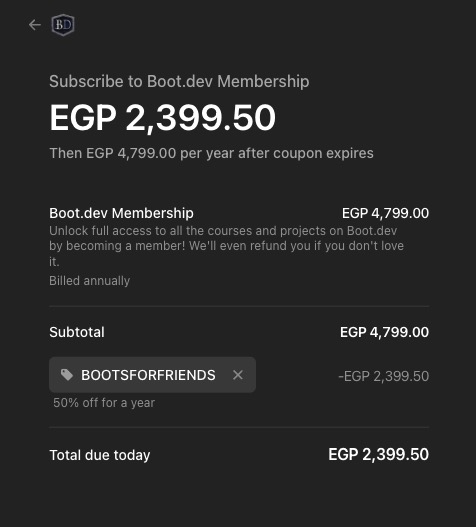 BD
Subscribe to Boot.dev Membership
EGP 2,399.50
Then EGP 4,799.00 per year after coupon expires
Boot.dev Membership EGP 4,799.00
Unlock full access to all the courses and projects on Boot.dev
by becoming a member! We'll even refund you if you don't love
it.
Billed annually
Subtotal EGP 4,799.00
BOOTSFORFRIENDS -EGP 2,399.50
50% off for a year
Total due today EGP 2,399.50